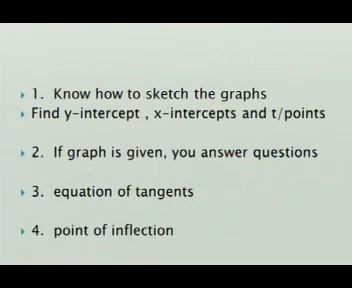 1. Know how to sketch the graphs
Find y-intercept , x-intercepts and t/points
2. If graph is given, you answer questions
3. equation of tangents
4. point of inflection